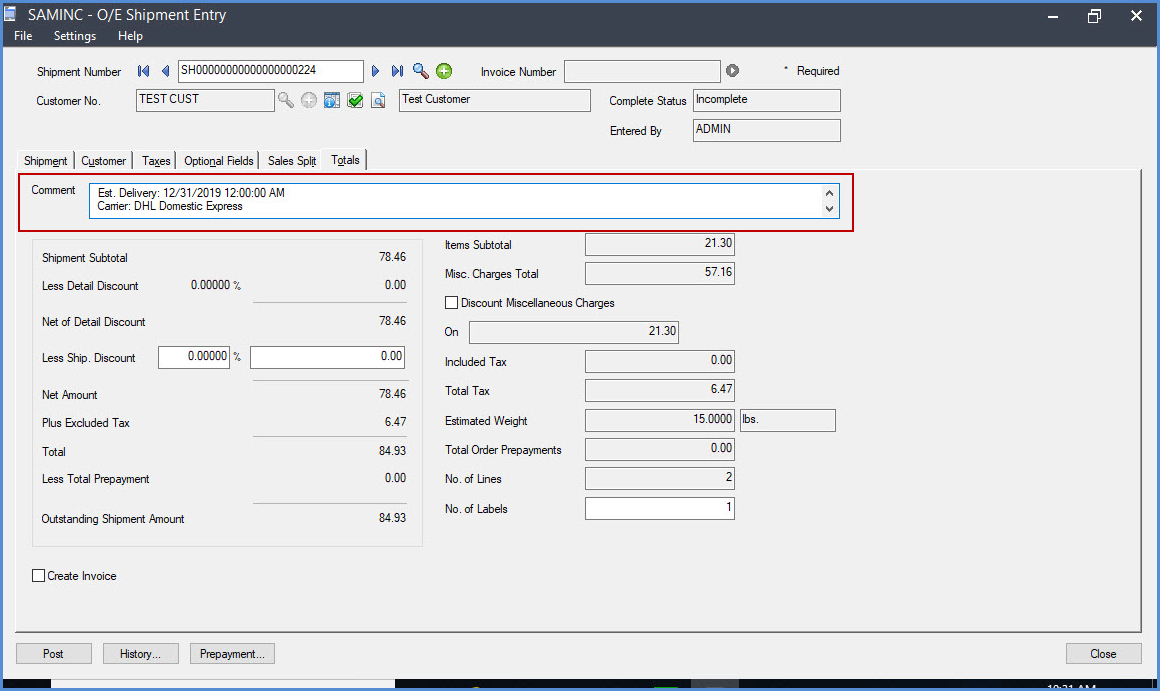 SAMINC - O/E Shipment Entry
File Settings Help
Shipment Number SH00000000000000000224 Invoice Number * Required
Customer No. TEST CUST Test Customer Complete Status Incomplete
Entered By ADMIN
Shipment Customer Taxes Optional Fields Sales Split Totals
Comment Est. Delivery: 12/31/2019 12:00:00 AM
Carrier: DHL Domestic Express
Shipment Subtotal 78.46
Less Detail Discount 0.00000 % 0.00
Net of Detail Discount 78.46
Less Ship. Discount 0.00000 % 0.00
Net Amount 78.46
Plus Excluded Tax 6.47
Total 84.93
Less Total Prepayment 0.00
Outstanding Shipment Amount 84.93
Items Subtotal 21.30
Misc. Charges Total 57.16
Discount Miscellaneous Charges
On 21.30
Included Tax 0.00
Total Tax 6.47
Estimated Weight 15.0000 lbs.
Total Order Prepayments 0.00
No. of Lines 2
No. of Labels 1
Create Invoice
Post History... Prepayment... Close